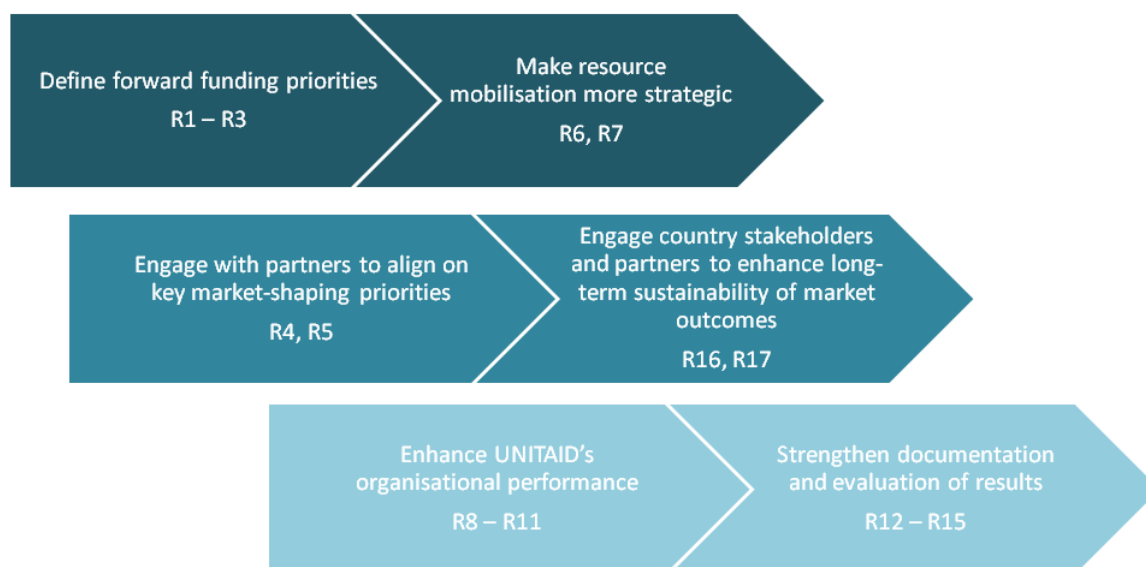 Define forward funding priorities
R1 – R3
Make resource
mobilisation more strategic
R6, R7
Engage with partners to align on
key market-shaping priorities
R4, R5
Engage country stakeholders
and partners to enhance long-
term sustainability of market
outcomes
R16, R17
Enhance UNITAID’s
organisational performance
R8 – R11
Strengthen documentation
and evaluation of results
R12 – R15